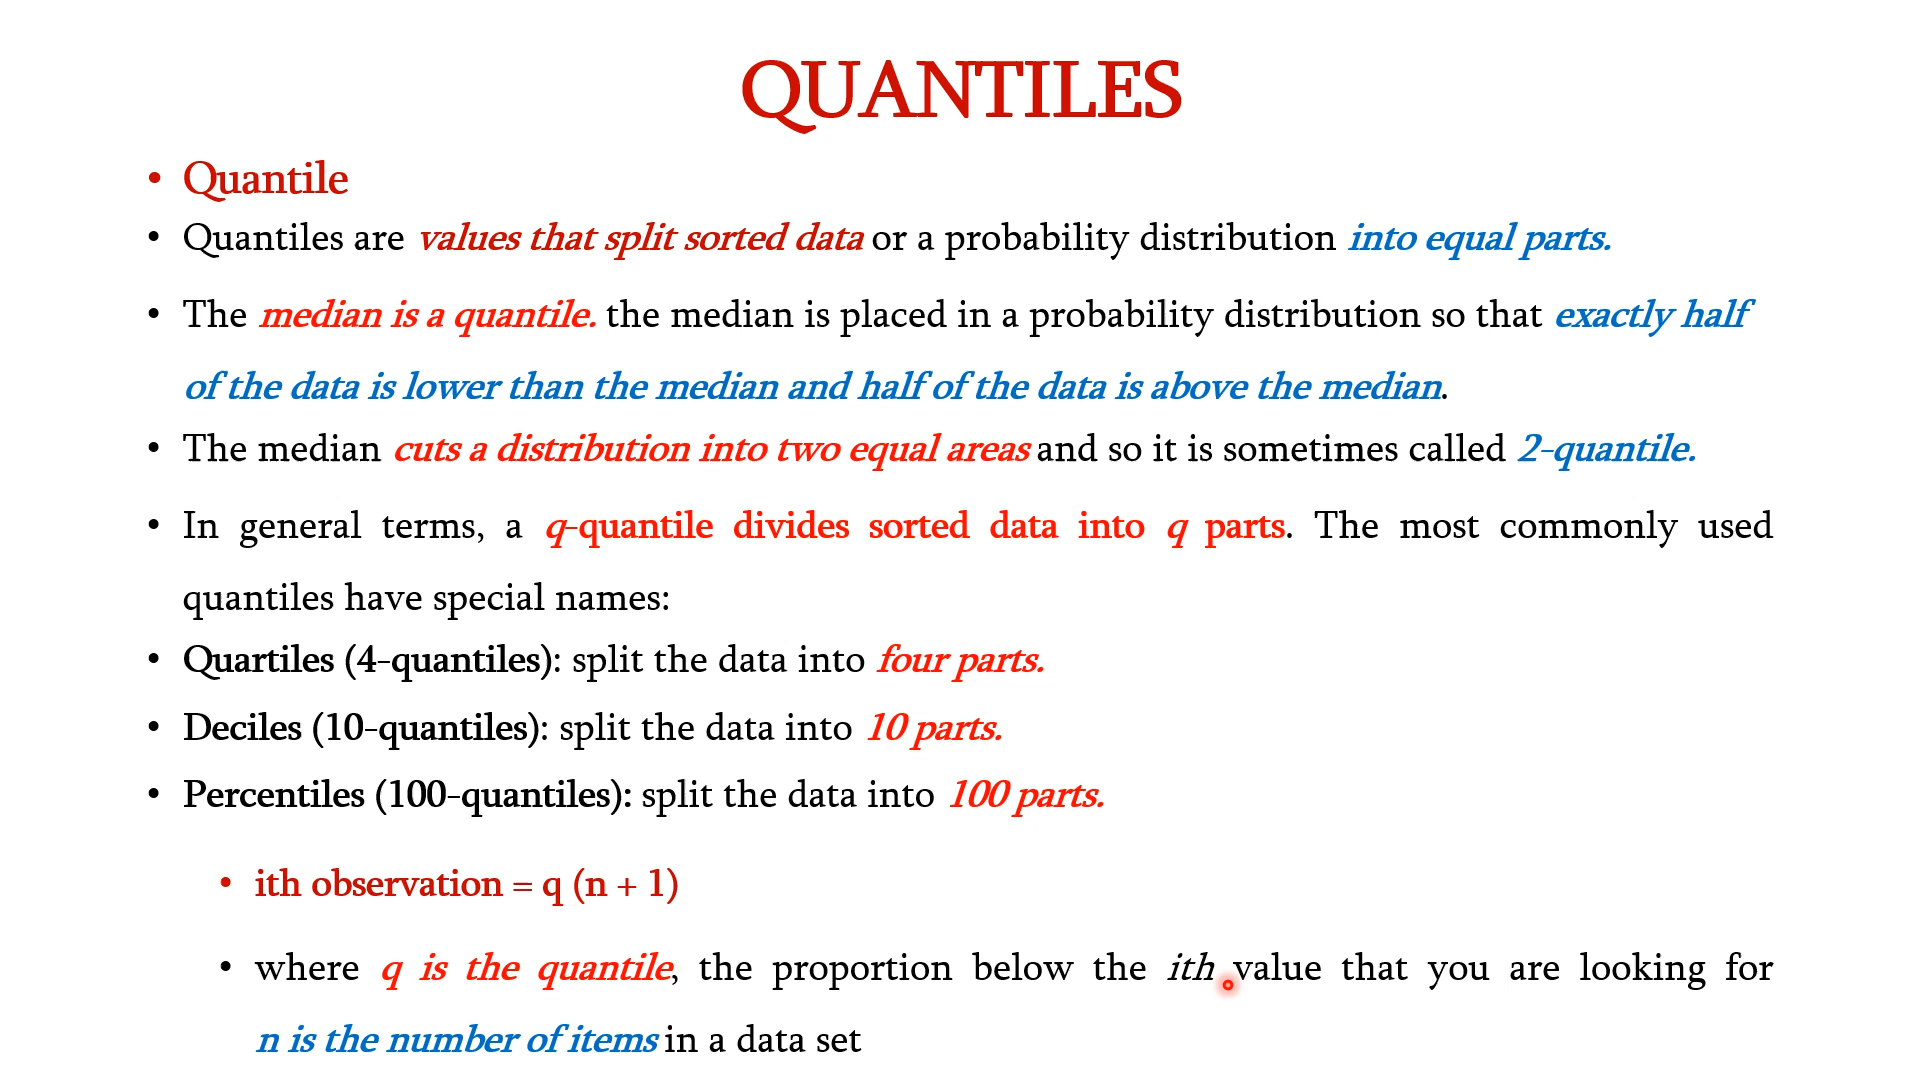 QUANTILES
• Quantile
• Quantiles are values that split sorted data or a probability distribution into equal parts.
• The median is a quantile. the median is placed in a probability distribution so that exactly half
of the data is lower than the median and half of the data is above the median.
• The median cuts a distribution into two equal areas and so it is sometimes called 2-quantile.
• In general terms, a q-quantile divides sorted data into q parts. The most commonly used
quantiles have special names:
• Quartiles (4-quantiles): split the data into four parts.
• Deciles (10-quantiles): split the data into 10 parts.
• Percentiles (100-quantiles): split the data into 100 parts.
• ith observation = q (n + 1)
• where q is the quantile, the proportion below the ith value that you are looking for
n is the number of items in a data set